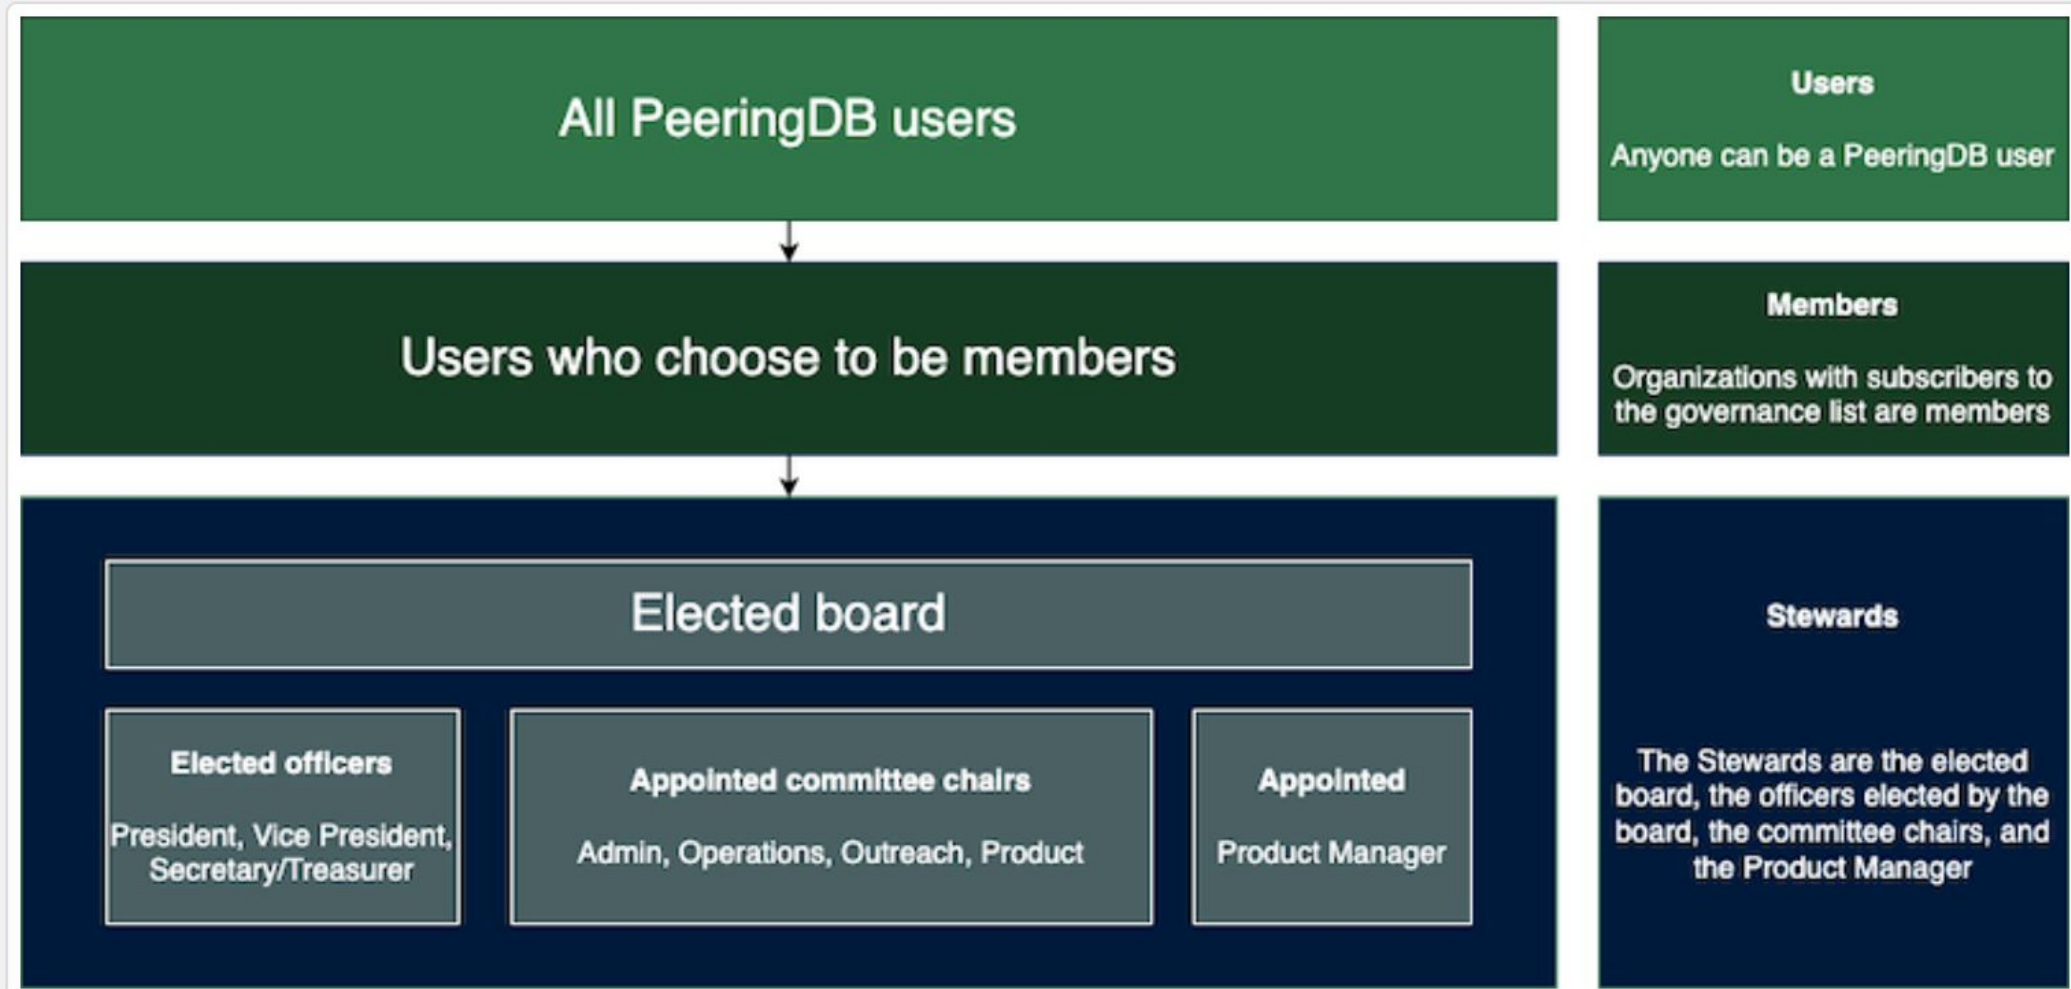 All PeeringDB users
Users
Anyone can be a PeeringDB user
Users who choose to be members
Members
Organizations with subscribers to
the governance list are members
Elected board
Elected officers
President, Vice President,
Secretary/Treasurer
Appointed committee chairs
Admin, Operations, Outreach, Product
Appointed
Product Manager
Stewards
The Stewards are the elected
board, the officers elected by the
board, the committee chairs, and
the Product Manager